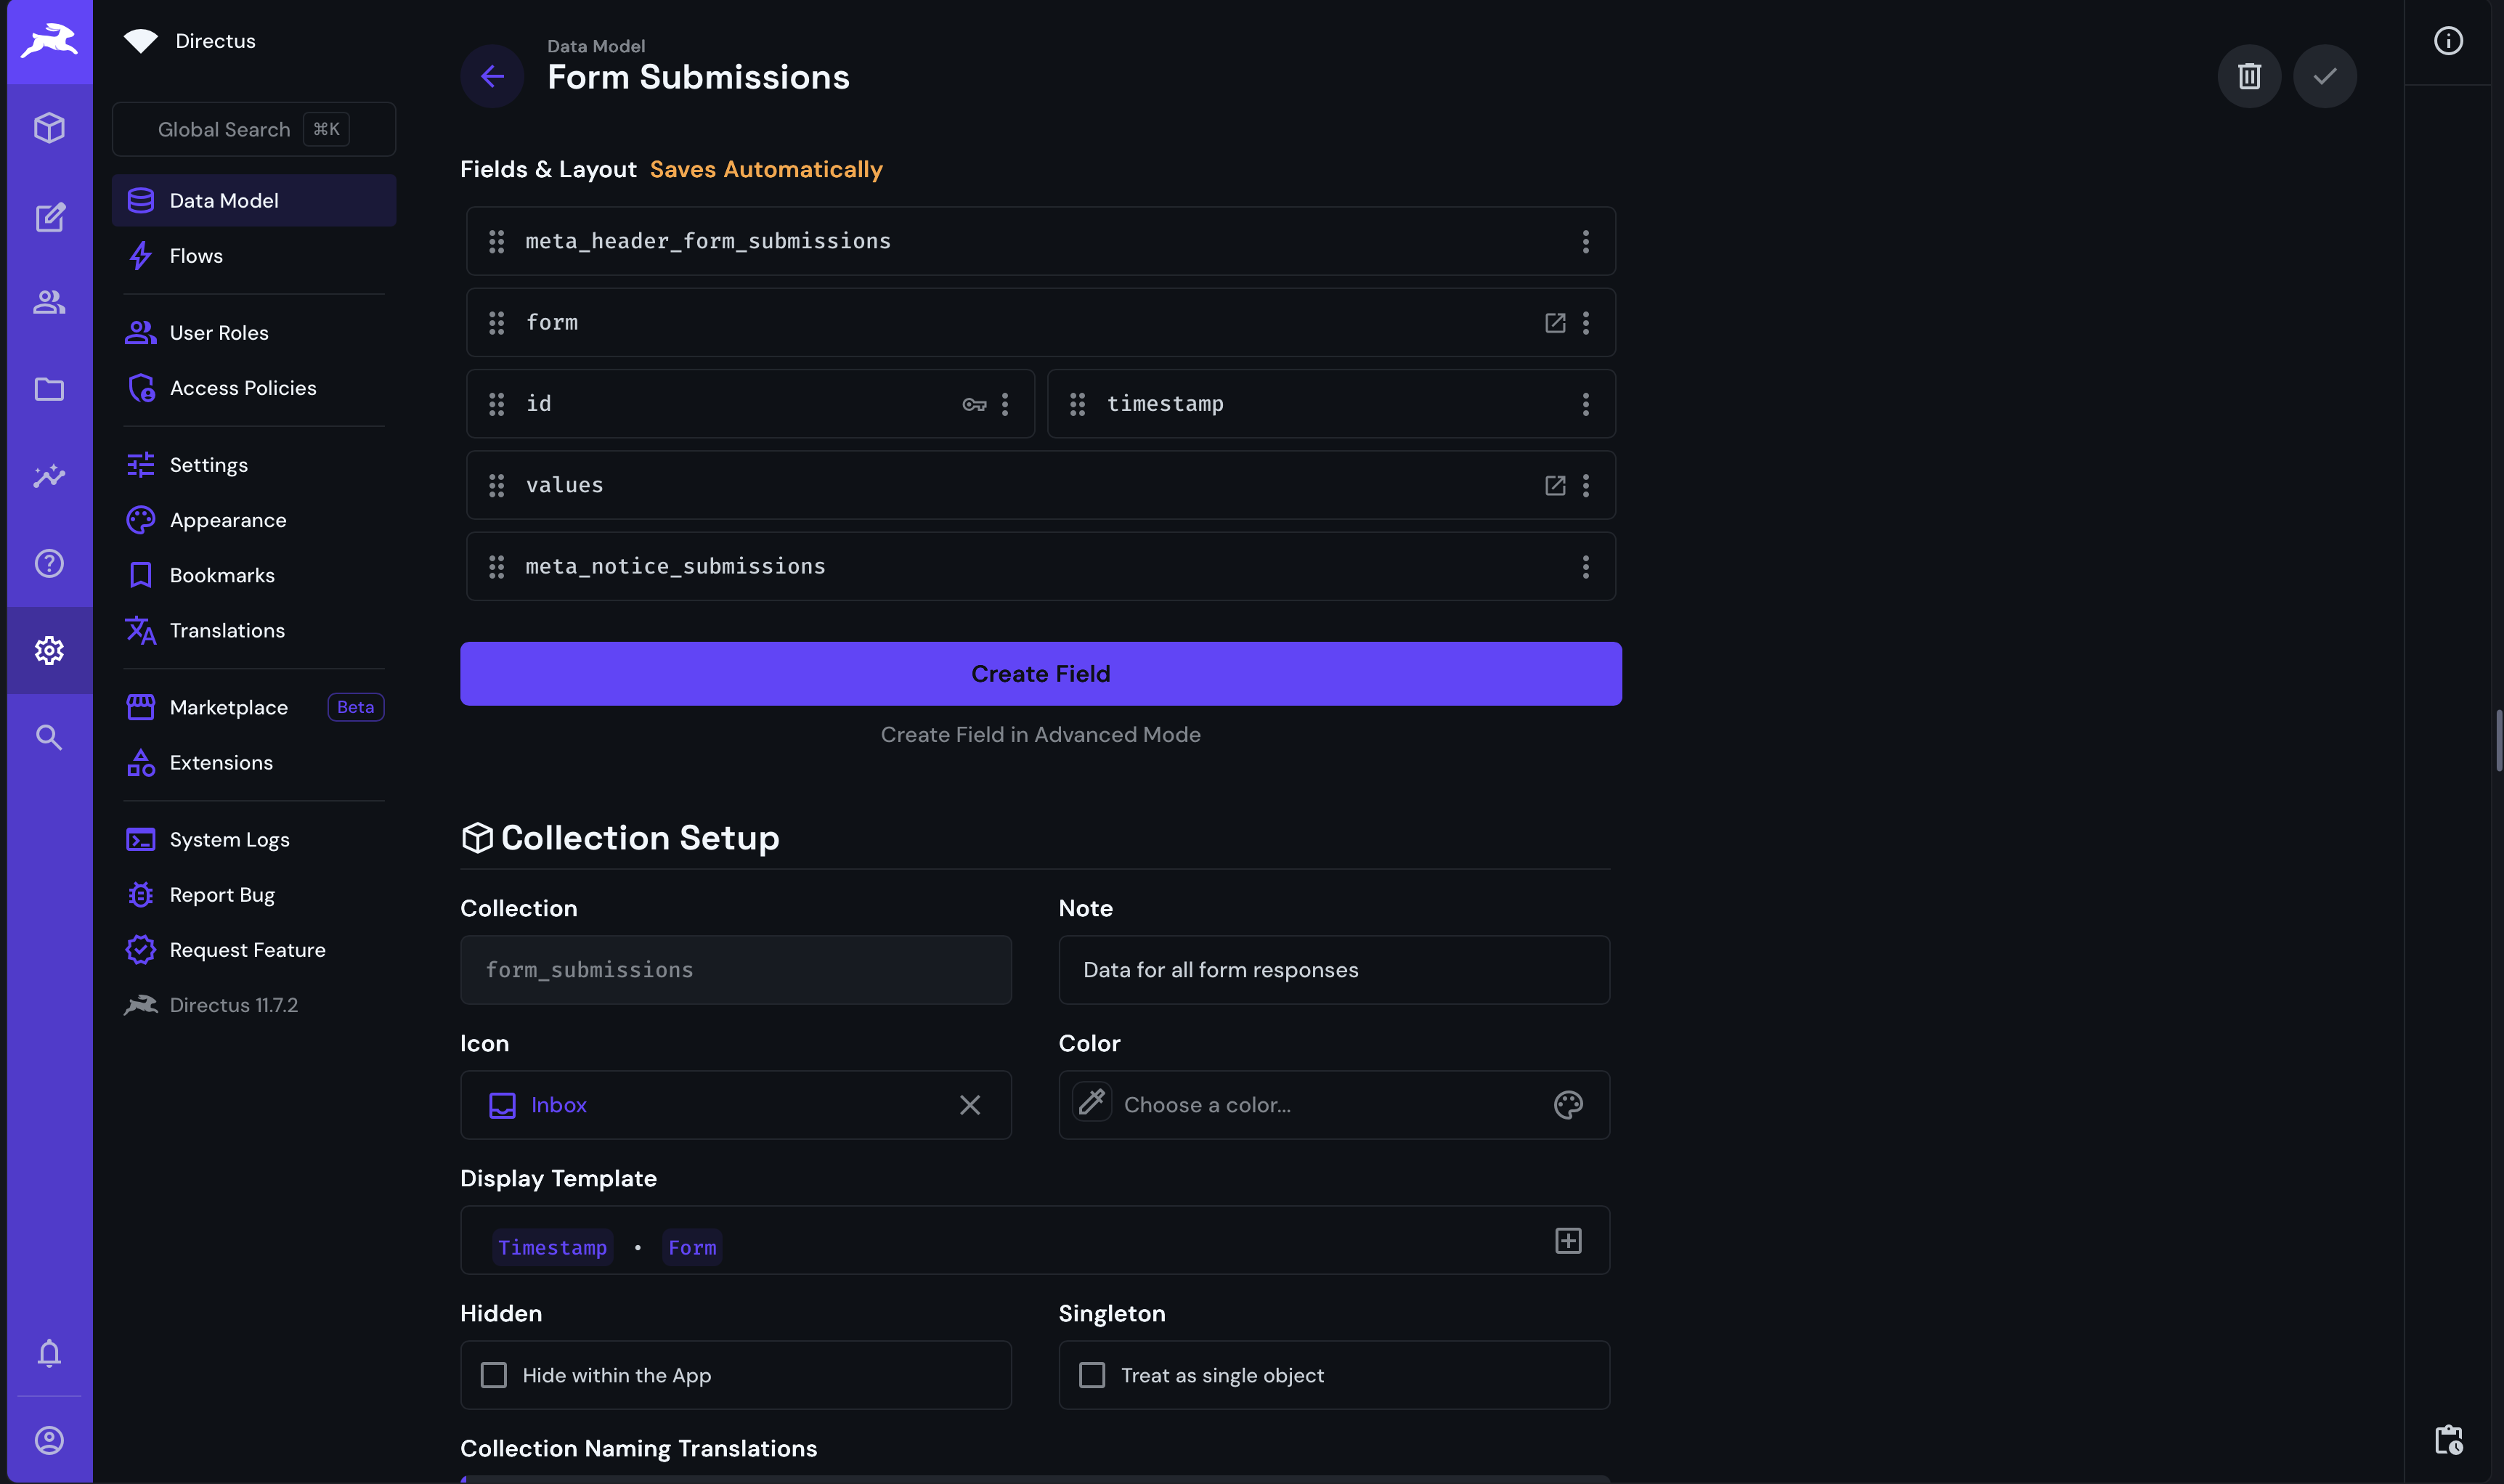 Directus
Global Search ⌘K
Data Model
Flows
User Roles
Access Policies
Settings
Appearance
Bookmarks
Translations
Marketplace Beta
Extensions
System Logs
Report Bug
Request Feature
Directus 11.7.2
Data Model
Form Submissions
Fields & Layout Saves Automatically
meta_header_form_submissions
form
id timestamp
values
meta_notice_submissions
Create Field
Create Field in Advanced Mode
Collection Setup
Collection Note
form_submissions Data for all form responses
Icon Color
Inbox Choose a color...
Display Template
Timestamp • Form
Hidden Singleton
Hide within the App Treat as single object
Collection Naming Translations